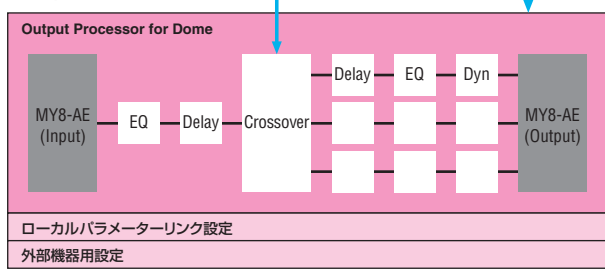 Output Processor for Dome
MY8-AE
(Input)
EQ
Delay
Crossover
Delay
EQ
Dyn
MY8-AE
(Output)
ローカルパラメーターリンク設定
外部機器用設定